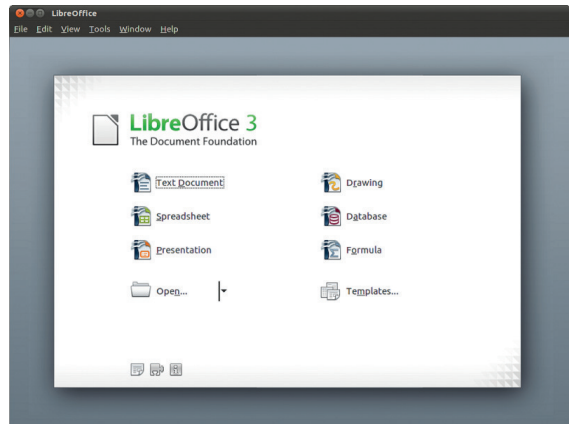 LibreOffice
File Edit View Tools Window Help
LibreOffice 3
The Document Foundation
Text Document
Drawing
Spreadsheet
Database
Presentation
Formula
Open...
Templates...